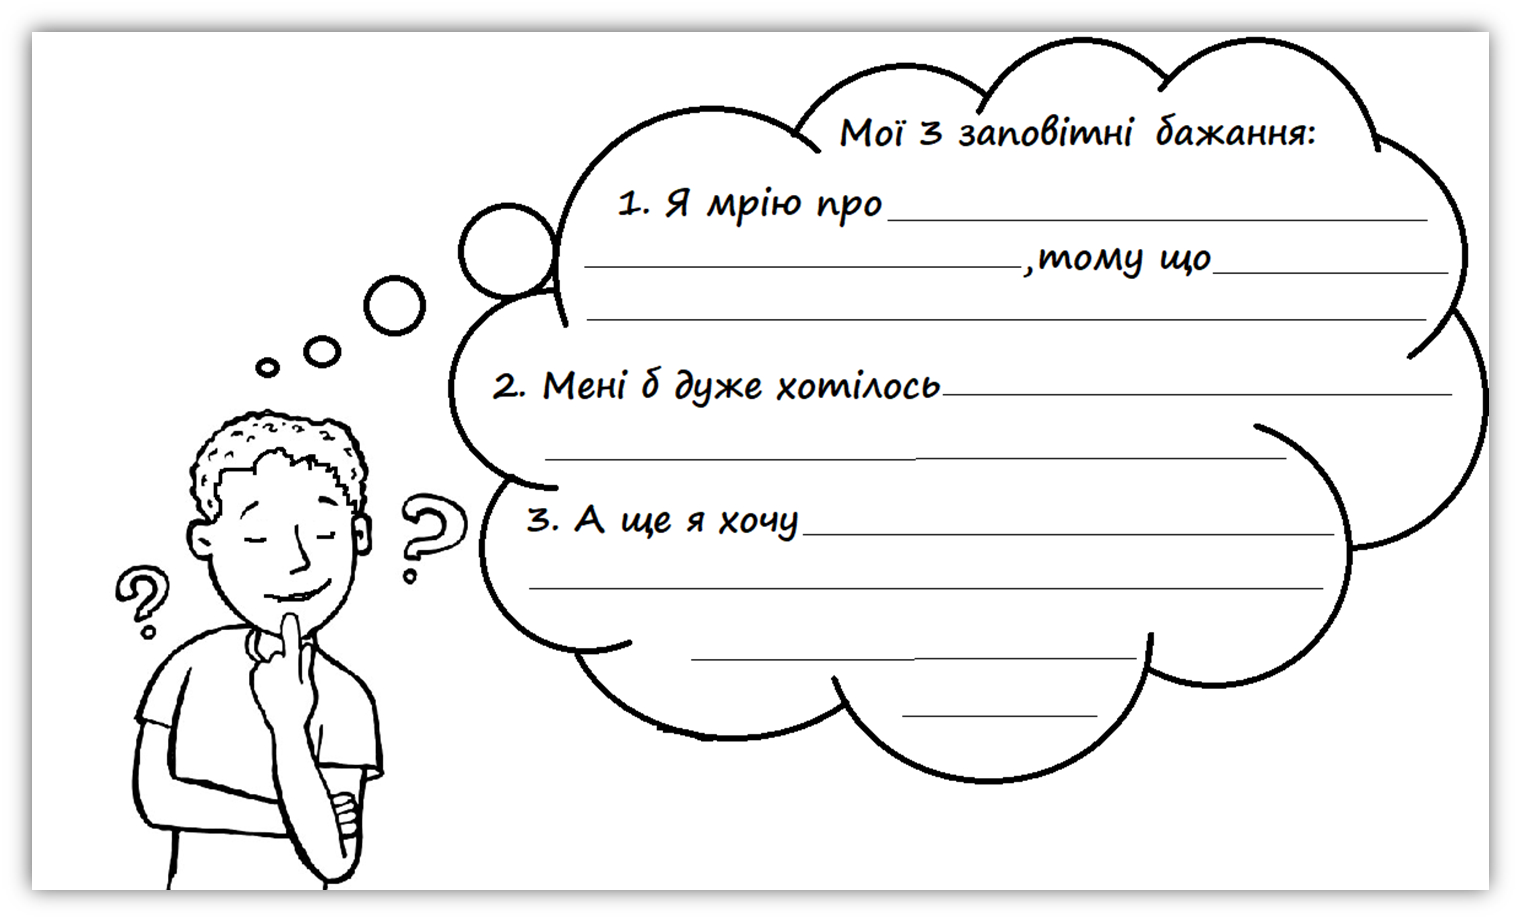 Мої 3 заповітні бажання:
1. Я мрію про
,тому що
2. Мені б дуже хотілось
3. А ще я хочу
? ?